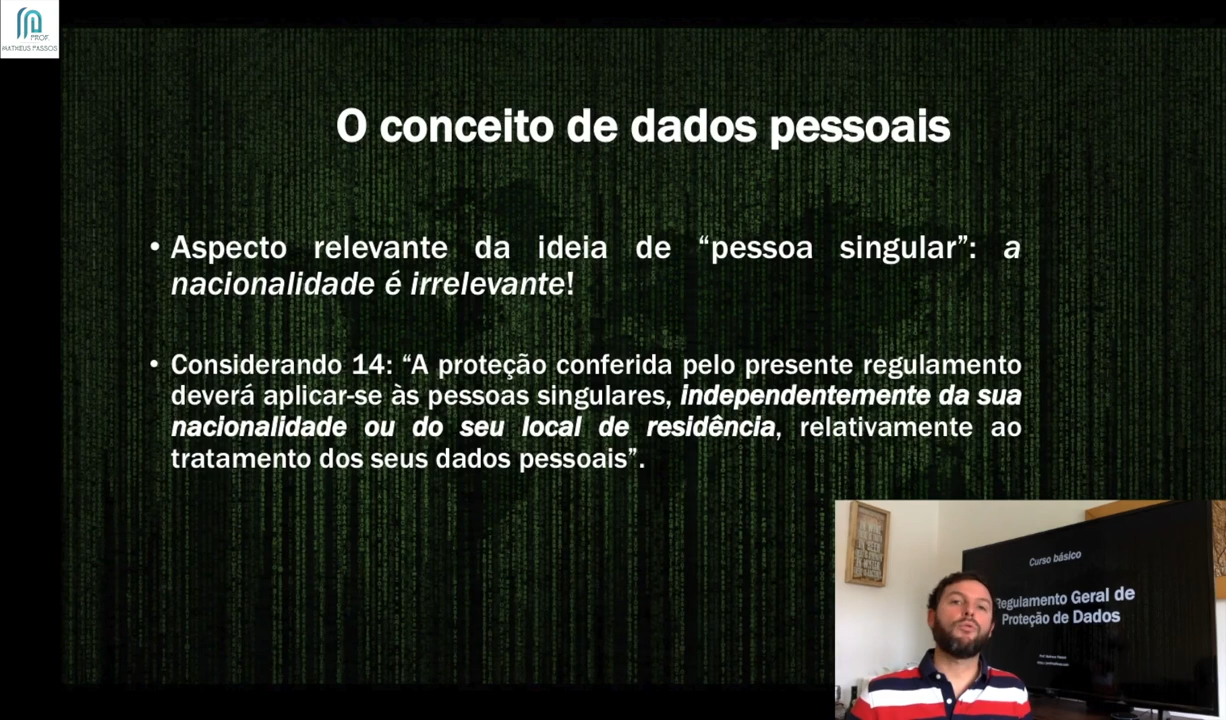 PROF.
MATHEUS PASSOS
O conceito de dados pessoais
• Aspecto relevante da ideia de “pessoa singular”: a
nacionalidade é irrelevante!
• Considerando 14: “A proteção conferida pelo presente regulamento
deverá aplicar-se às pessoas singulares, independentemente da sua
nacionalidade ou do seu local de residência, relativamente ao
tratamento dos seus dados pessoais”.
Curso básico
Regulamento Geral de
Proteção de Dados